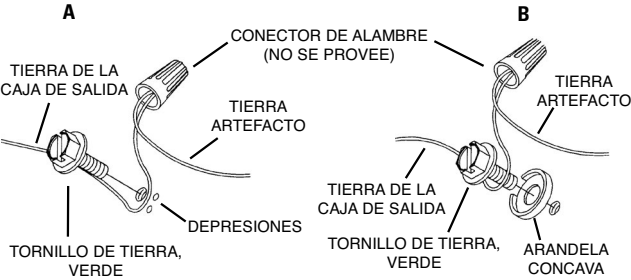 A
B
CONECTOR DE ALAMBRE
(NO SE PROVEE)
TIERRA DE LA
CAJA DE SALIDA
TIERRA
ARTEFACTO
DEPRESIONES
TORNILLO DE TIERRA,
VERDE
TIERRA
ARTEFACTO
TIERRA DE LA
CAJA DE SALIDA
TORNILLO DE TIERRA,
VERDE
ARANDELA
CONCAVA